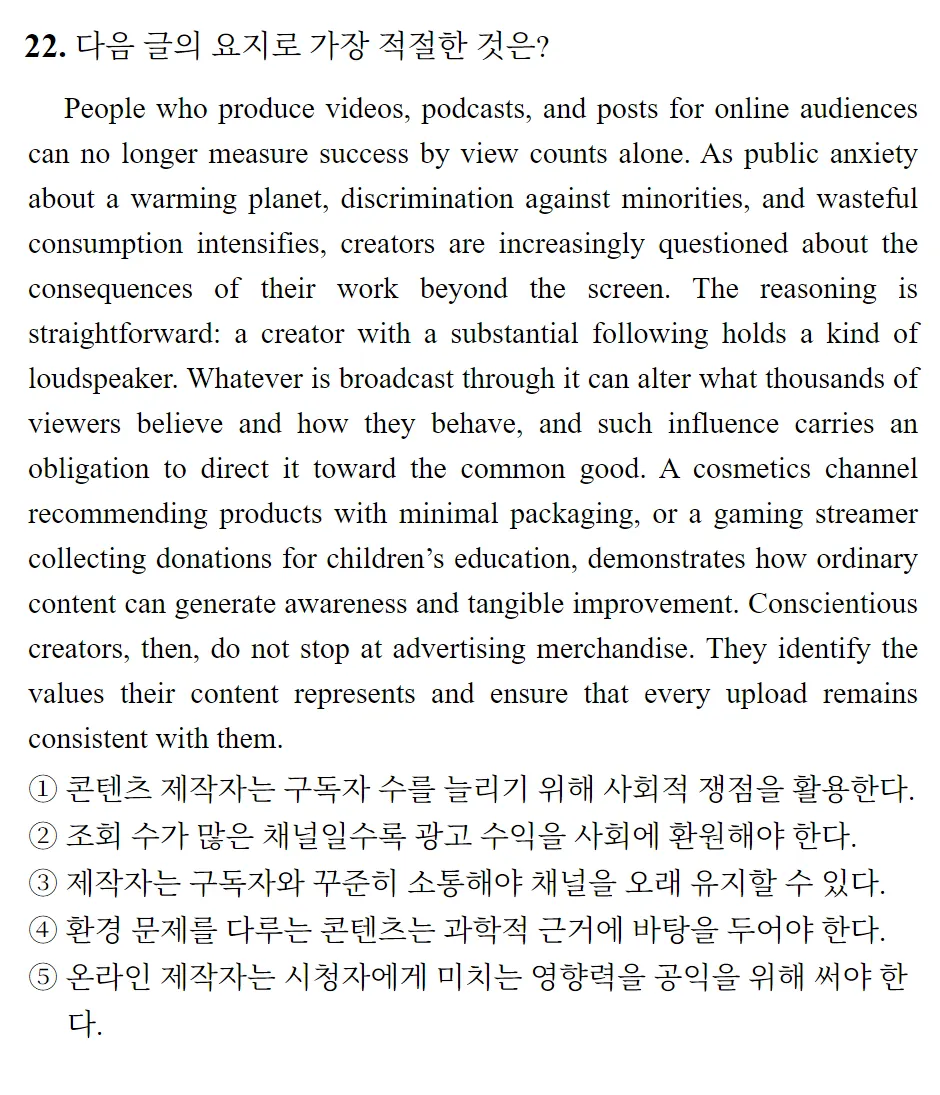 22. 다음 글의 요지로 가장 적절한 것은?
People who produce videos, podcasts, and posts for online audiences
can no longer measure success by view counts alone. As public anxiety
about a warming planet, discrimination against minorities, and wasteful
consumption intensifies, creators are increasingly questioned about the
consequences of their work beyond the screen. The reasoning is
straightforward: a creator with a substantial following holds a kind of
loudspeaker. Whatever is broadcast through it can alter what thousands of
viewers believe and how they behave, and such influence carries an
obligation to direct it toward the common good. A cosmetics channel
recommending products with minimal packaging, or a gaming streamer
collecting donations for children’s education, demonstrates how ordinary
content can generate awareness and tangible improvement. Conscientious
creators, then, do not stop at advertising merchandise. They identify the
values their content represents and ensure that every upload remains
consistent with them.
① 콘텐츠 제작자는 구독자 수를 늘리기 위해 사회적 쟁점을 활용한다.
② 조회 수가 많은 채널일수록 광고 수익을 사회에 환원해야 한다.
③ 제작자는 구독자와 꾸준히 소통해야 채널을 오래 유지할 수 있다.
④ 환경 문제를 다루는 콘텐츠는 과학적 근거에 바탕을 두어야 한다.
⑤ 온라인 제작자는 시청자에게 미치는 영향력을 공익을 위해 써야 한
다.